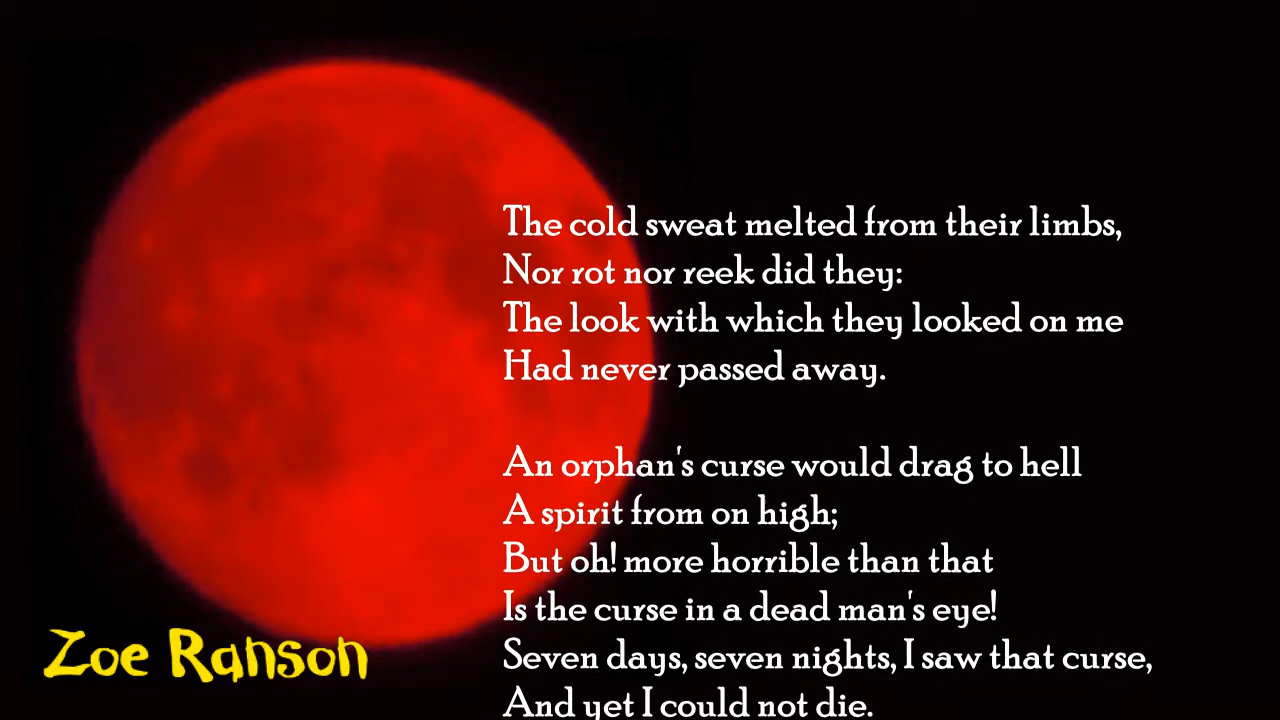 The cold sweat melted from their limbs,
Nor rot nor reek did they:
The look with which they looked on me
Had never passed away.
An orphan's curse would drag to hell
A spirit from on high;
But oh! more horrible than that
Is the curse in a dead man's eye!
Seven days, seven nights, I saw that curse,
And yet I could not die.
Zoe Ranson